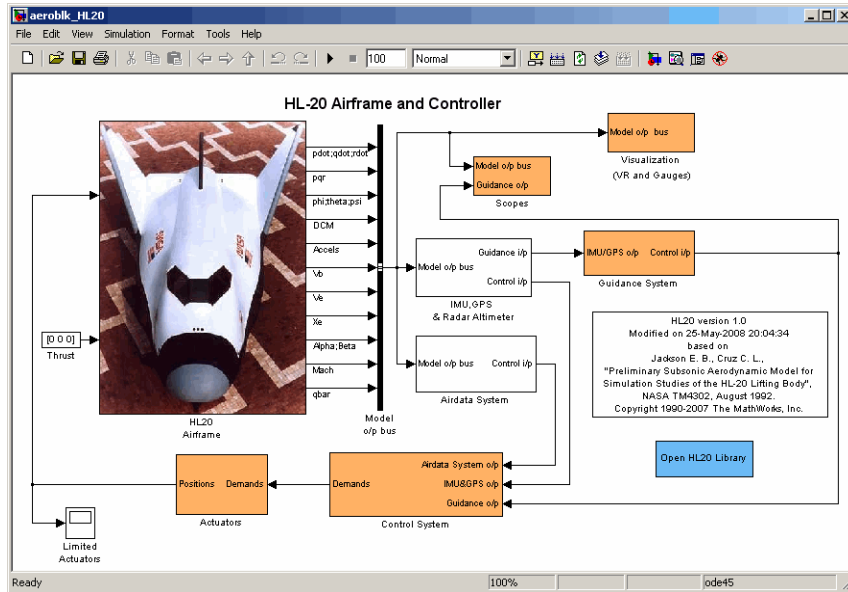 aeroblk_HL20
File Edit View Simulation Format Tools Help
100 Normal
HL-20 Airframe and Controller
pdot;qdot;rdot
pqr
phi;theta;psi
DCM
Accels
Vb
Ve
Xe
Alpha;Beta
Mach
qbar
[0 0 0]
Thrust
HL20
Airframe
Model
o/p bus
Model o/p bus
Visualization
(VR and Gauges)
Model o/p bus
Guidance o/p
Scopes
Guidance i/p
Model o/p bus
Control i/p
IMU,GPS
& Radar Altimeter
IMU/GPS o/p Control i/p
Guidance System
Model o/p bus Control i/p
Airdata System
HL20 version 1.0
Modified on 25-May-2008 20:04:34
based on
Jackson E. B., Cruz C. L.,
"Preliminary Subsonic Aerodynamic Model for
Simulation Studies of the HL-20 Lifting Body",
NASA TM4302, August 1992.
Copyright 1990-2007 The MathWorks, Inc.
Open HL20 Library
Positions Demands
Actuators
Airdata System o/p
Demands IMU&GPS o/p
Guidance o/p
Control System
Limited
Actuators
Ready 100% ode45